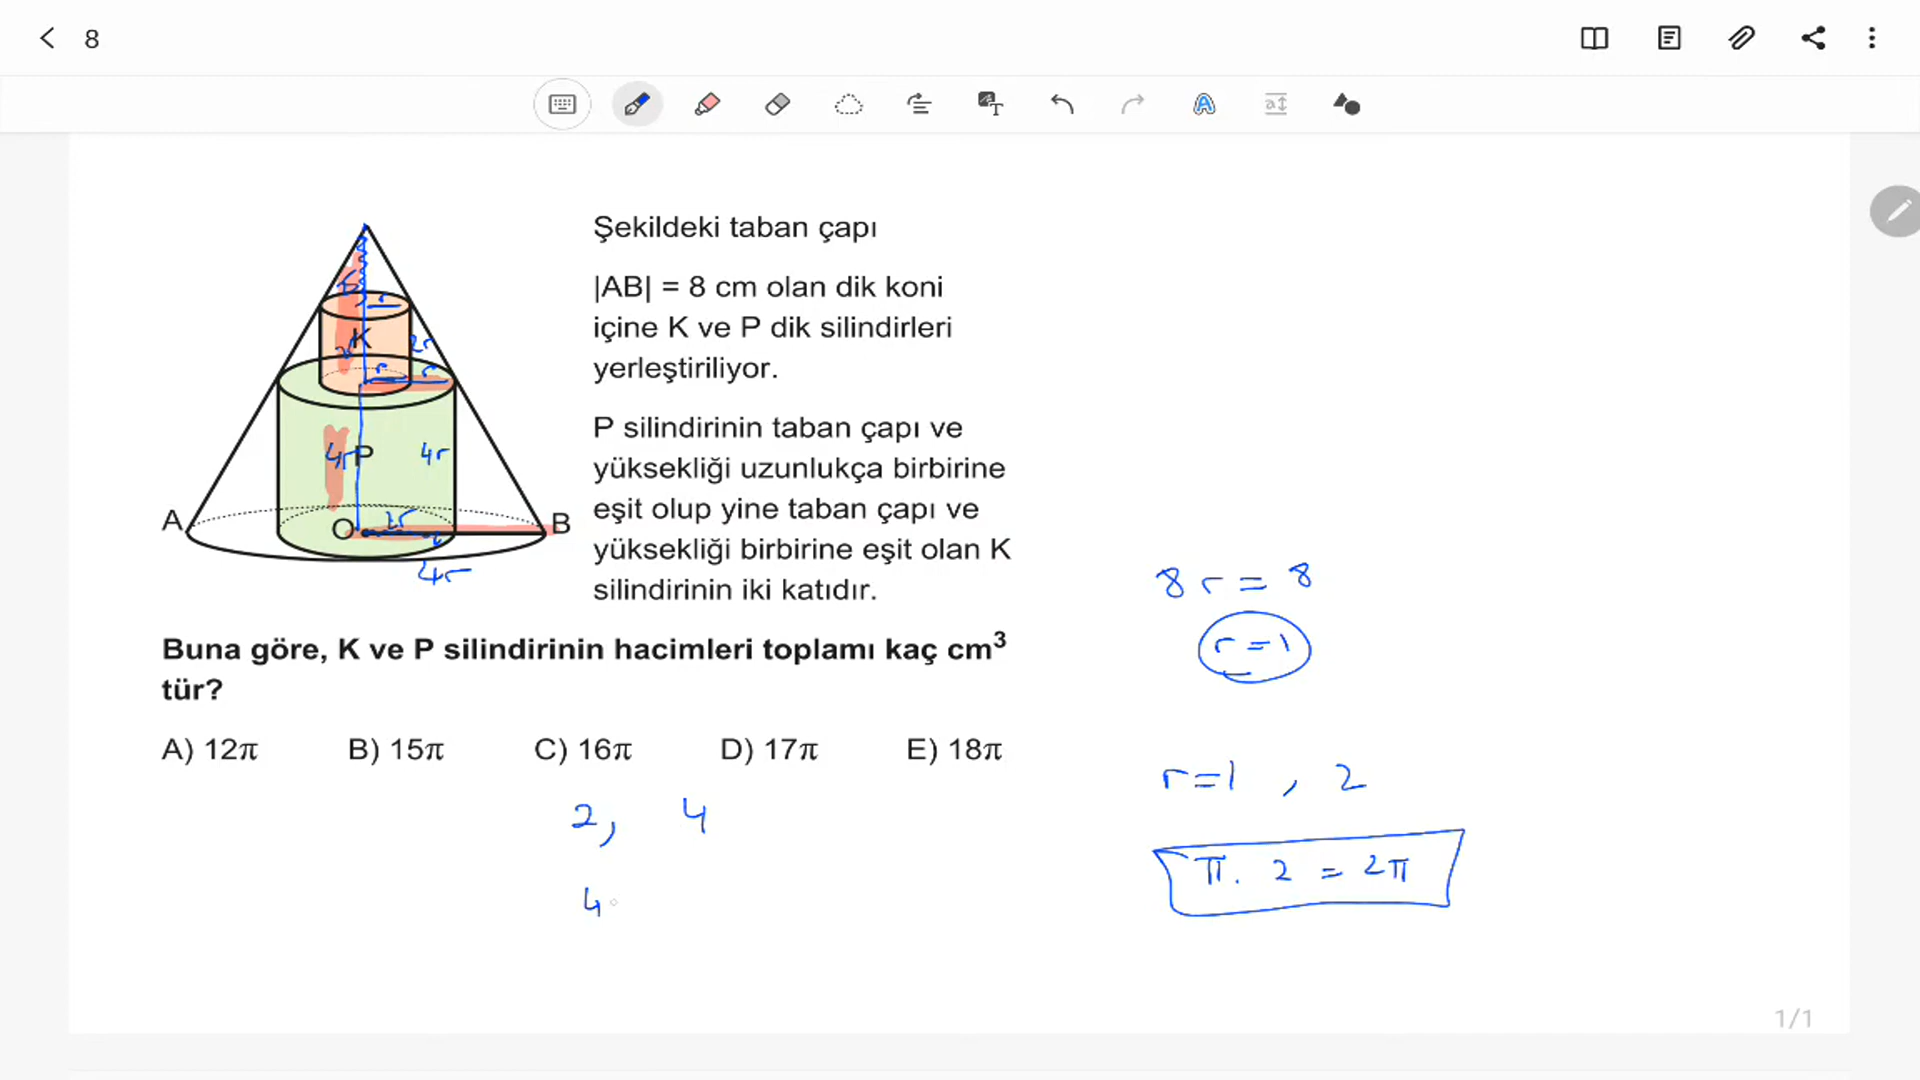 8
Şekildeki taban çapı
|AB| = 8 cm olan dik koni
içine K ve P dik silindirleri
yerleştiriliyor.
P silindirinin taban çapı ve
yüksekliği uzunlukça birbirine
eşit olup yine taban çapı ve
yüksekliği birbirine eşit olan K
silindirinin iki katıdır.
r
K
2r
r r
4r P 4r
A O 2r B
4r
Buna göre, K ve P silindirinin hacimleri toplamı kaç cm³
tür?
A) 12π B) 15π C) 16π D) 17π E) 18π
2, 4
4
8r = 8
r = 1
r = 1 , 2
π. 2 = 2π
1/1